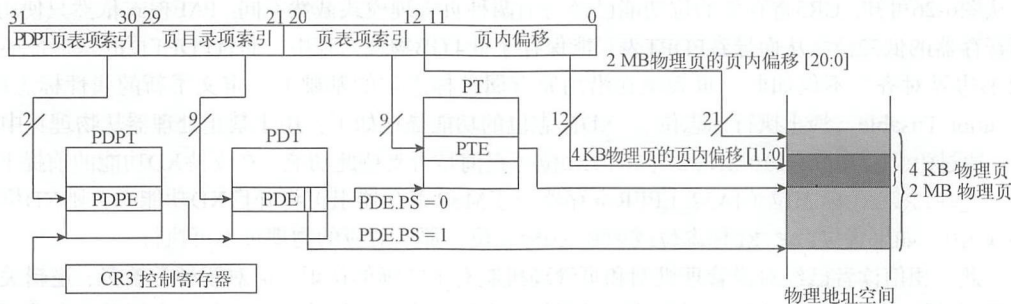 31 30 29 21 20 12 11 0
PDPT页表项索引 页目录项索引 页表项索引 页内偏移
2 MB物理页的页内偏移 [20:0]
PT
9 9 12 21
PDPT PDT PTE
4 KB物理页的页内偏移 [11:0]
4 KB 物理页
2 MB 物理页
PDPE PDE PDE.PS = 0
PDE.PS = 1
CR3 控制寄存器
物理地址空间